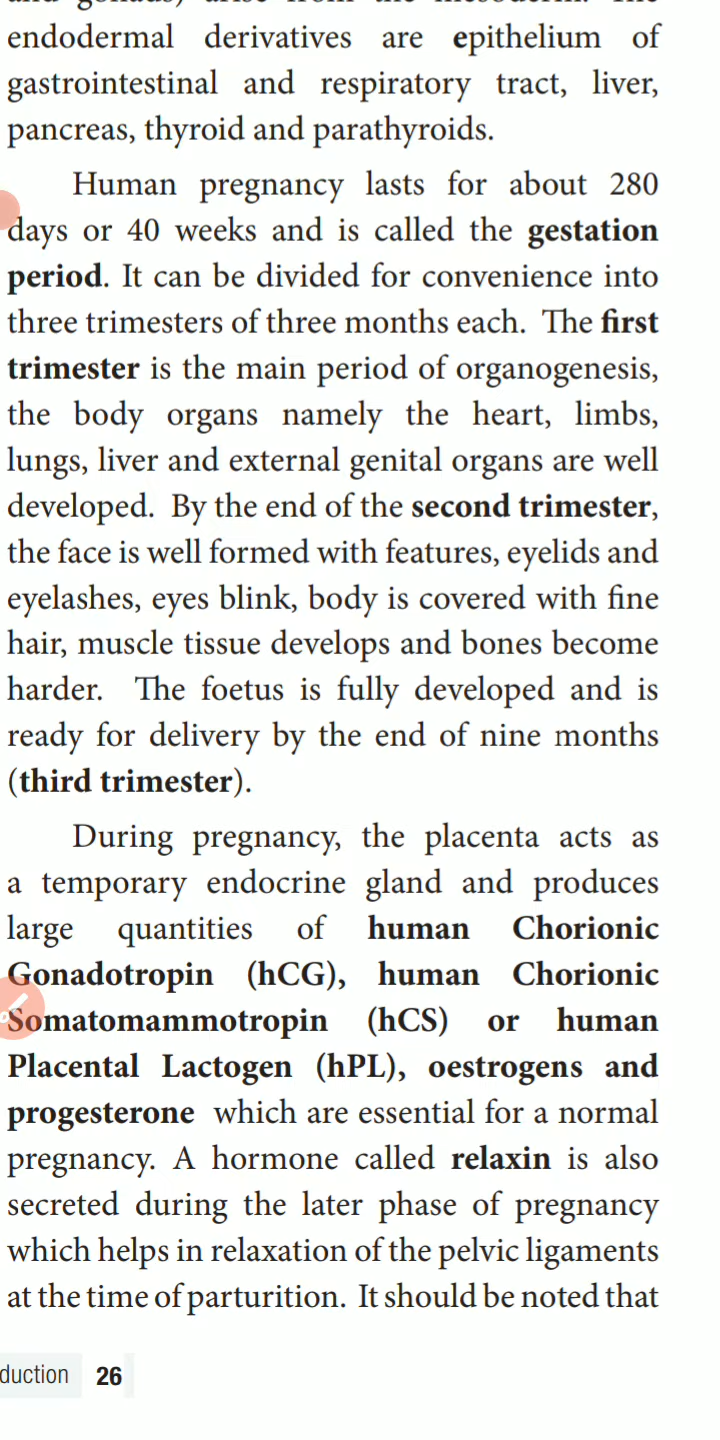 and gonads) arise from the mesoderm. The
endodermal derivatives are epithelium of
gastrointestinal and respiratory tract, liver,
pancreas, thyroid and parathyroids.
Human pregnancy lasts for about 280
days or 40 weeks and is called the gestation
period. It can be divided for convenience into
three trimesters of three months each. The first
trimester is the main period of organogenesis,
the body organs namely the heart, limbs,
lungs, liver and external genital organs are well
developed. By the end of the second trimester,
the face is well formed with features, eyelids and
eyelashes, eyes blink, body is covered with fine
hair, muscle tissue develops and bones become
harder. The foetus is fully developed and is
ready for delivery by the end of nine months
(third trimester).
During pregnancy, the placenta acts as
a temporary endocrine gland and produces
large quantities of human Chorionic
Gonadotropin (hCG), human Chorionic
Somatomammotropin (hCS) or human
Placental Lactogen (hPL), oestrogens and
progesterone which are essential for a normal
pregnancy. A hormone called relaxin is also
secreted during the later phase of pregnancy
which helps in relaxation of the pelvic ligaments
at the time of parturition. It should be noted that
duction 26